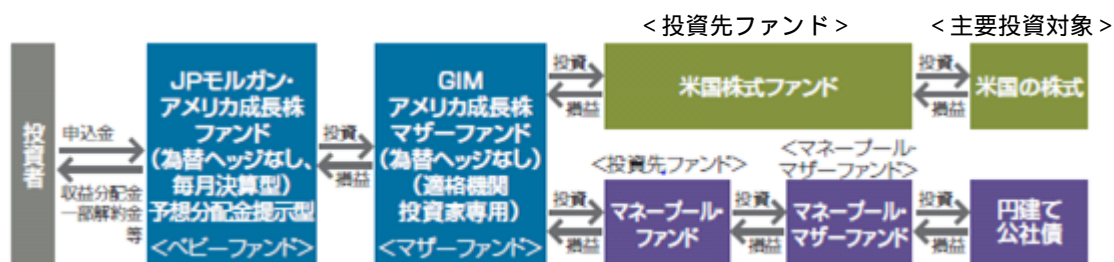 <投資先ファンド>
<主要投資対象>
投資者
申込金
収益分配金
一部解約金
等
JPモルガン・
アメリカ成長株
ファンド
(為替ヘッジなし、
毎月決算型)
予想分配金提示型
<ベビーファンド>
投資
損益
GIM
アメリカ成長株
マザーファンド
(為替ヘッジなし)
(適格機関
投資家専用)
<マザーファンド>
投資
損益
米国株式ファンド
投資
損益
米国の株式
<投資先ファンド>
<マネープール・
マザーファンド>
投資
損益
マネープール・
ファンド
投資
損益
マネープール・
マザーファンド
投資
損益
円建て
公社債